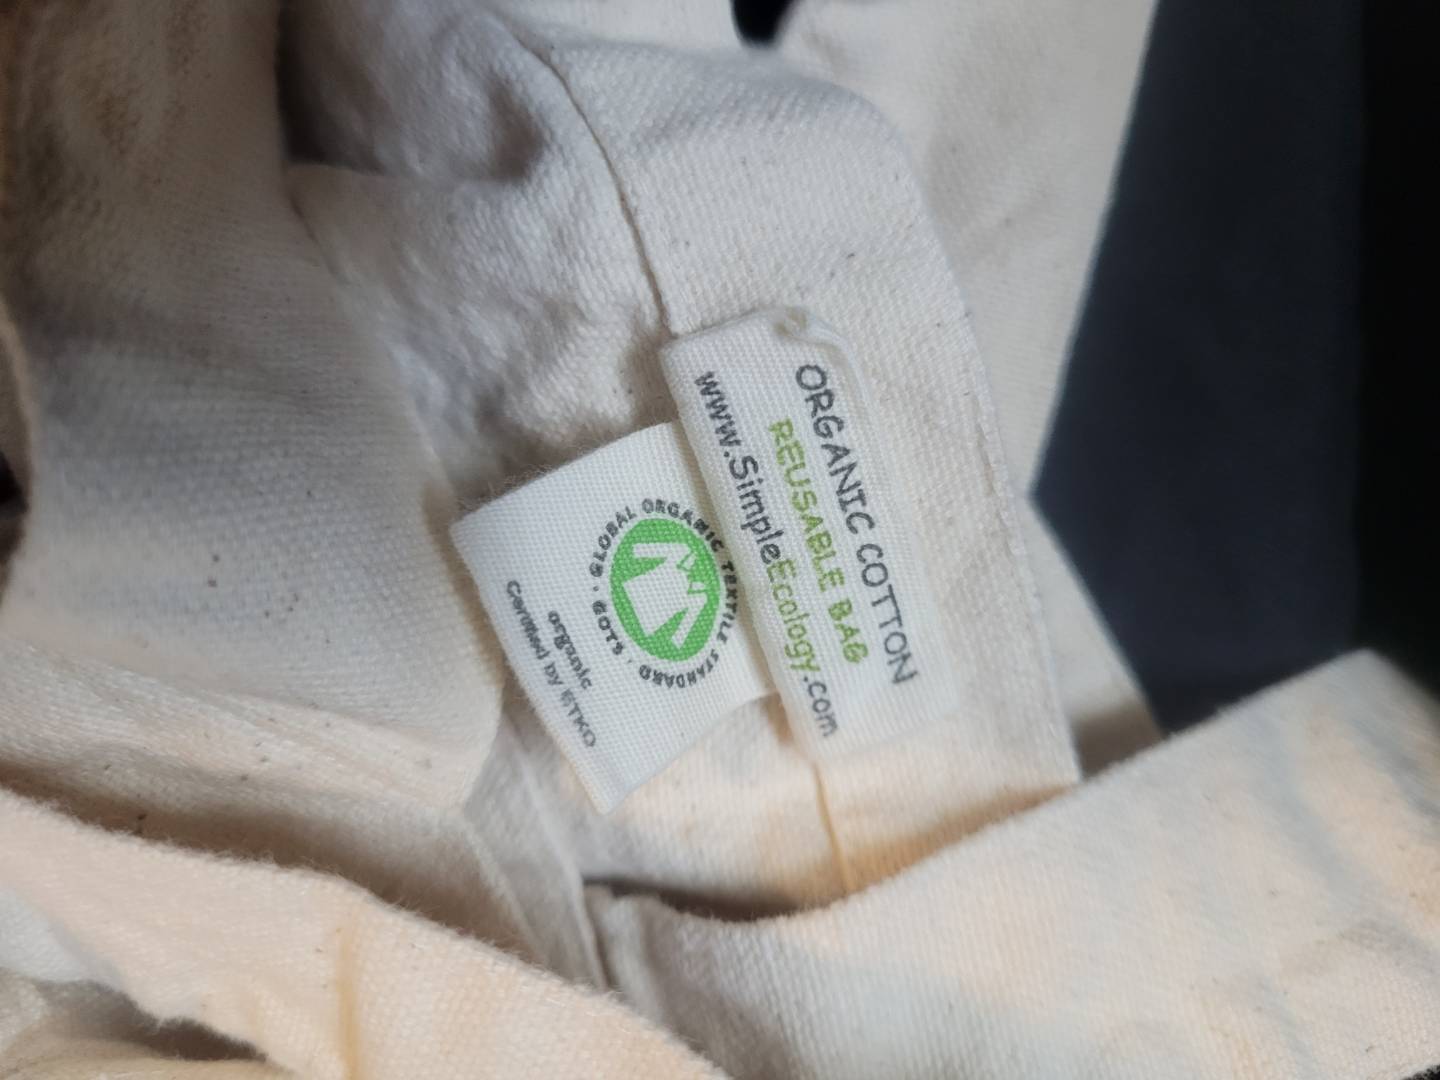 ORGANIC COTTON
REUSABLE BAG
www.SimpleEcology.com
GLOBAL ORGANIC TEXTILE STANDARD · GOTS ·
organic
Certified by ETKO